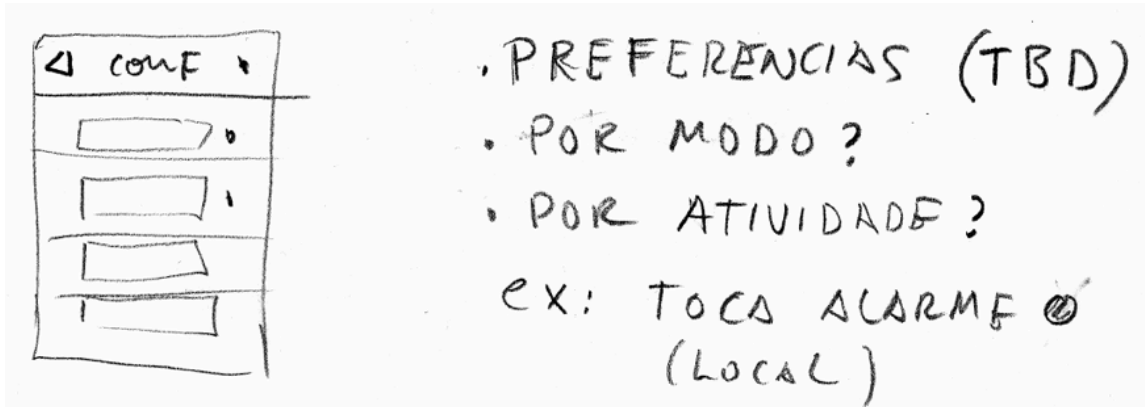 conf
. PREFERENCIAS (TBD)
. POR MODO?
. POR ATIVIDADE?
ex: TOCA ALARME
(LOCAL)